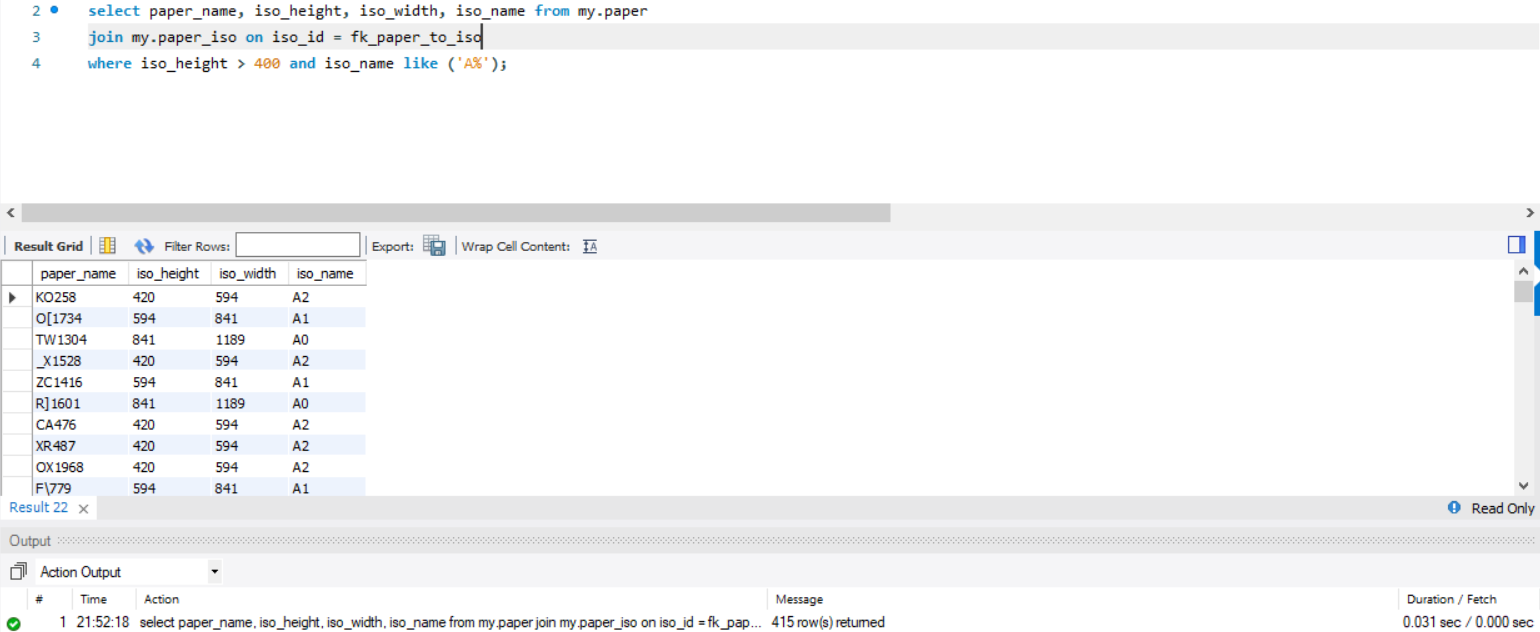 2 select paper_name, iso_height, iso_width, iso_name from my.paper
3 join my.paper_iso on iso_id = fk_paper_to_iso
4 where iso_height > 400 and iso_name like ('A%');
Result Grid Filter Rows: Export: Wrap Cell Content: IA
paper_name iso_height iso_width iso_name
KO258 420 594 A2
O[1734 594 841 A1
TW1304 841 1189 A0
_X1528 420 594 A2
ZC1416 594 841 A1
R]1601 841 1189 A0
CA476 420 594 A2
XR487 420 594 A2
OX1968 420 594 A2
F\779 594 841 A1
Result 22 Read Only
Output
Action Output
# Time Action Message Duration / Fetch
1 21:52:18 select paper_name, iso_height, iso_width, iso_name from my.paper join my.paper_iso on iso_id = fk_pap... 415 row(s) returned 0.031 sec / 0.000 sec